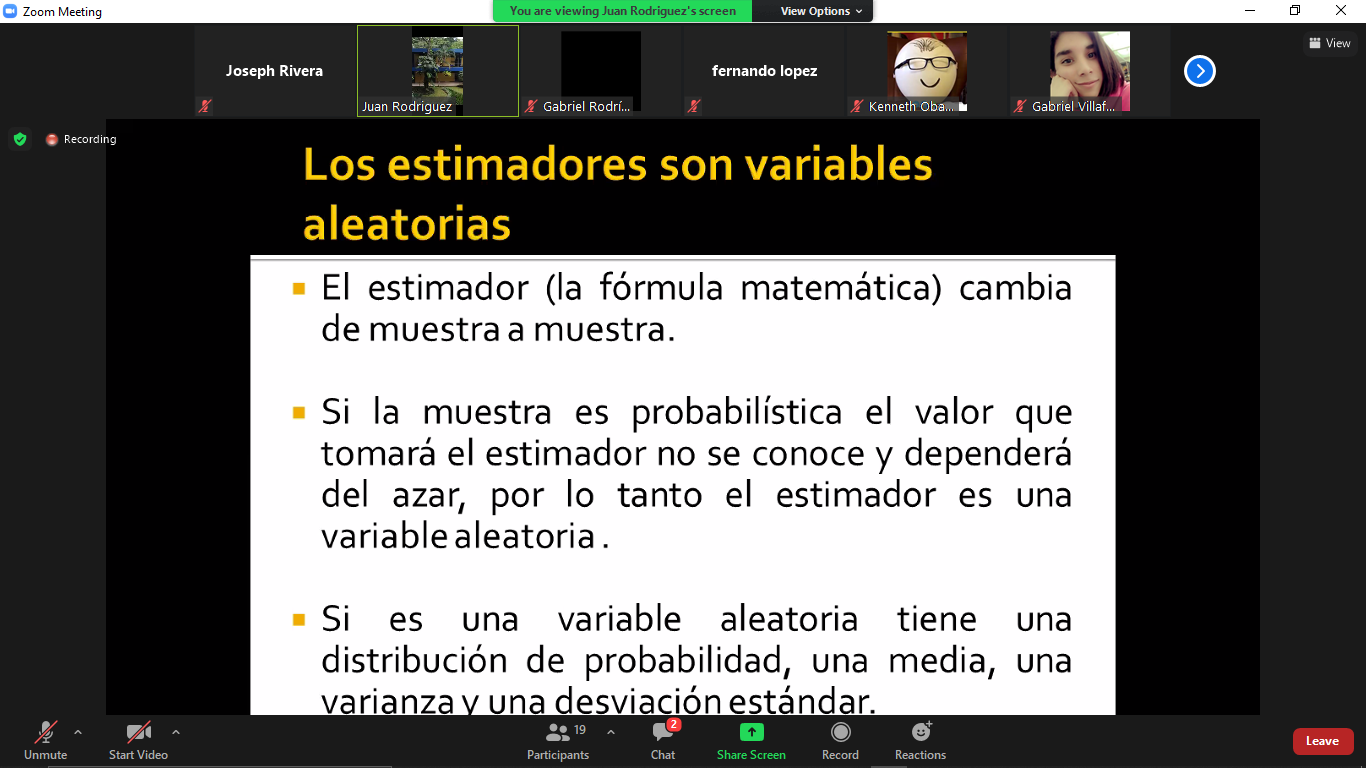 Zoom Meeting
You are viewing Juan Rodriguez's screen
View Options
Joseph Rivera
Juan Rodriguez
Gabriel Rodrí...
fernando lopez
Kenneth Oba...
Gabriel Villaf...
View
Recording
Los estimadores son variables
aleatorias
El estimador (la fórmula matemática) cambia
de muestra a muestra.
Si la muestra es probabilística el valor que
tomará el estimador no se conoce y dependerá
del azar, por lo tanto el estimador es una
variable aleatoria .
Si es una variable aleatoria tiene una
distribución de probabilidad, una media, una
varianza y una desviación estándar.
Unmute
Start Video
Participants
19
Chat
2
Share Screen
Record
Reactions
Leave